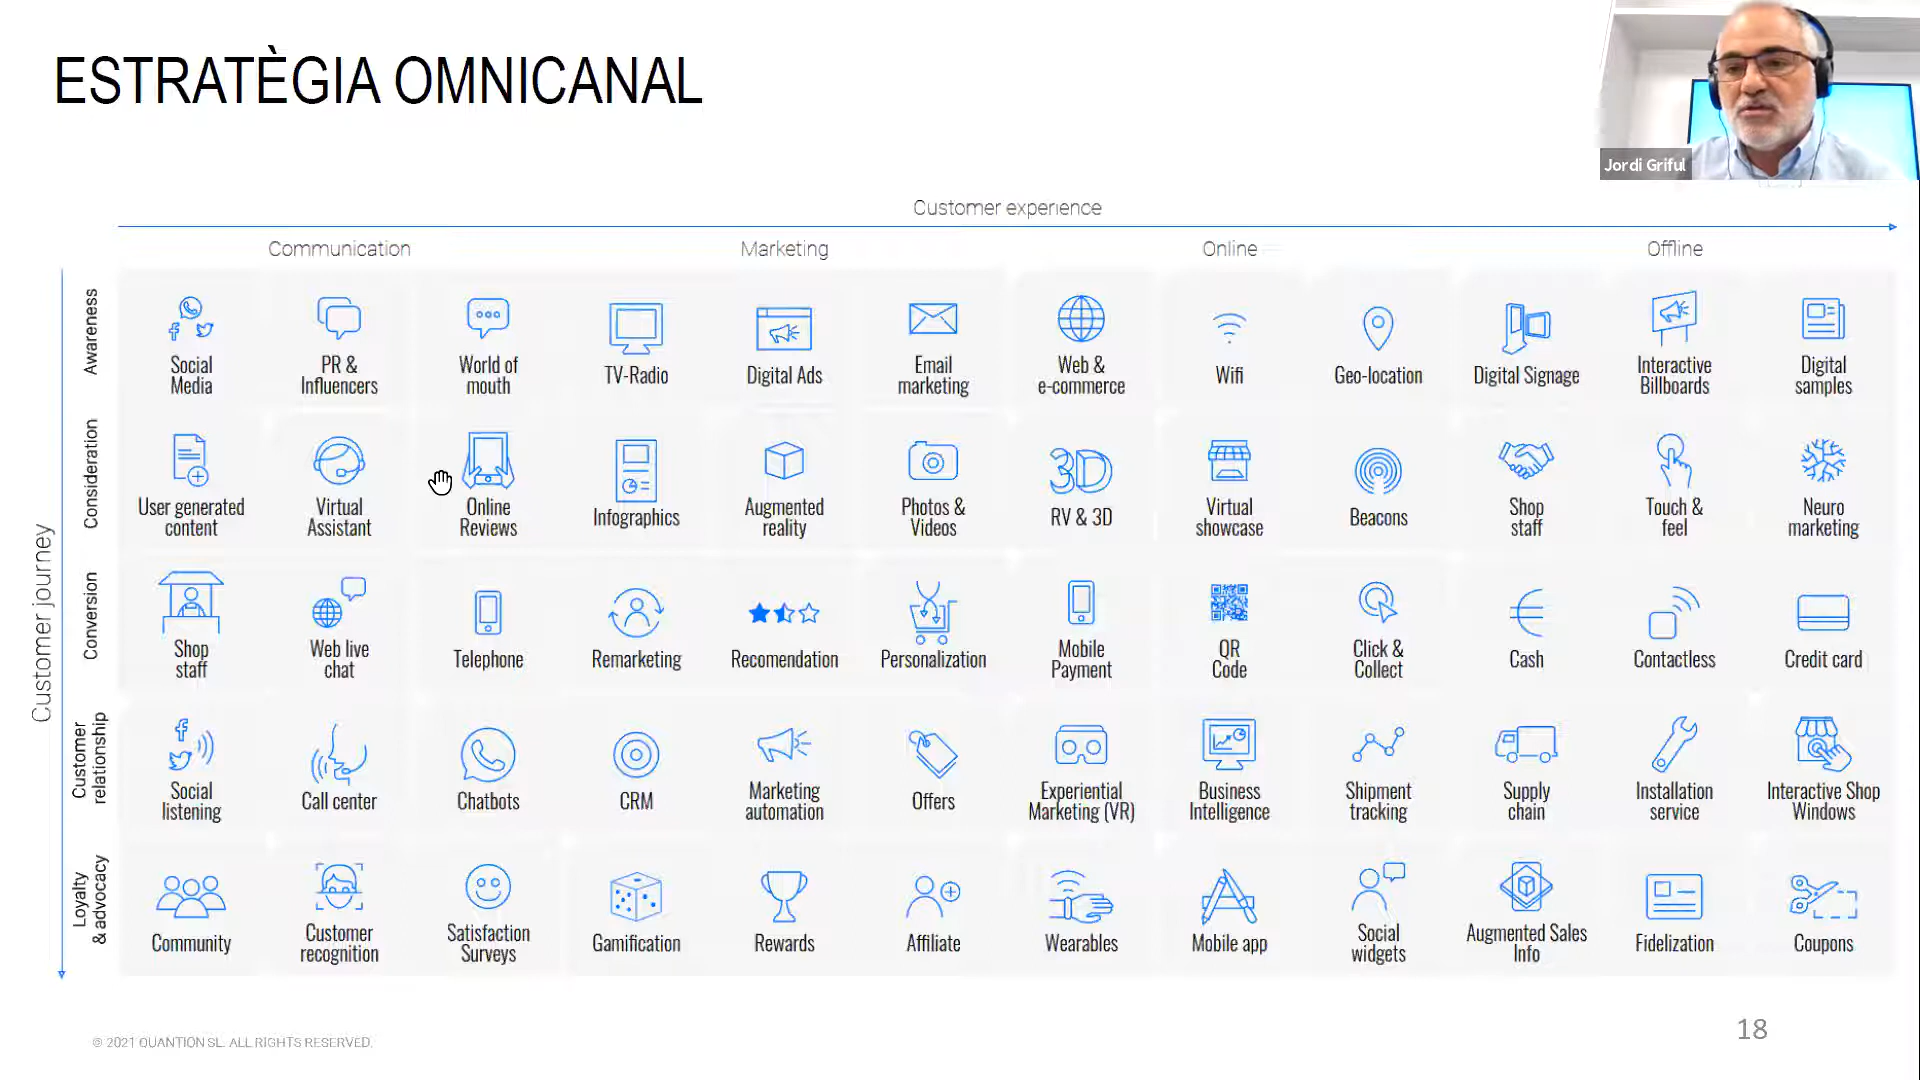 ESTRATÈGIA OMNICANAL
Jordi Griful
Customer experience
Communication
Marketing
Online
Offline
Customer journey
Awareness
Social
Media
PR &
Influencers
World of
mouth
TV-Radio
Digital Ads
Email
marketing
Web &
e-commerce
Wifi
Geo-location
Digital Signage
Interactive
Billboards
Digital
samples
Consideration
User generated
content
Virtual
Assistant
Online
Reviews
Infographics
Augmented
reality
Photos &
Videos
3D
RV & 3D
Virtual
showcase
Beacons
Shop
staff
Touch &
feel
Neuro
marketing
Conversion
Shop
staff
Web live
chat
Telephone
Remarketing
Recomendation
Personalization
Mobile
Payment
QR
Code
Click &
Collect
Cash
Contactless
Credit card
Customer
relationship
Social
listening
Call center
Chatbots
CRM
Marketing
automation
Offers
Experiential
Marketing (VR)
Business
Intelligence
Shipment
tracking
Supply
chain
Installation
service
Interactive Shop
Windows
Loyalty
& advocacy
Community
Customer
recognition
Satisfaction
Surveys
Gamification
Rewards
Affiliate
Wearables
Mobile app
Social
widgets
Augmented Sales
Info
Fidelization
Coupons
© 2021 QUANTION SL. ALL RIGHTS RESERVED.
18